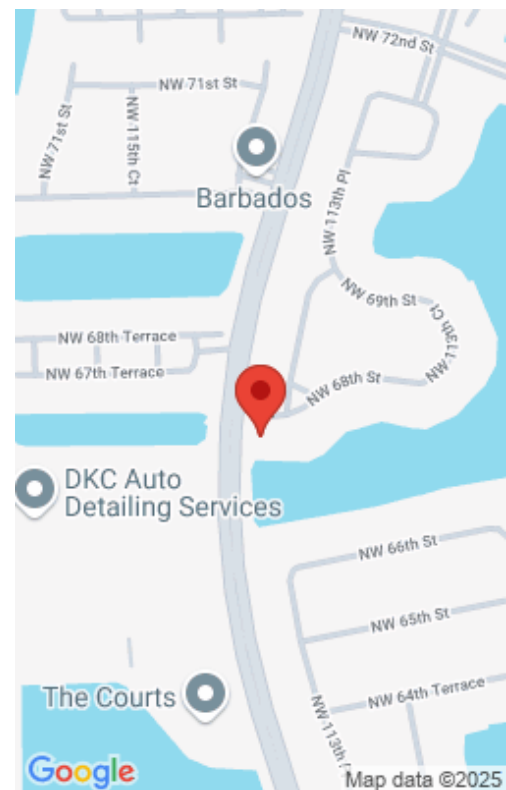 NW 72nd St
NW 71st St
NW 71st St
NW 115th Ct
Barbados
NW 113th Pl
NW 69th St
NW 113th Ct
NW 68th Terrace
NW 67th Terrace
NW 68th St
DKC Auto
Detailing Services
NW 66th St
NW 65th St
NW 64th Terrace
The Courts
NW 113th
Google
Map data ©2025